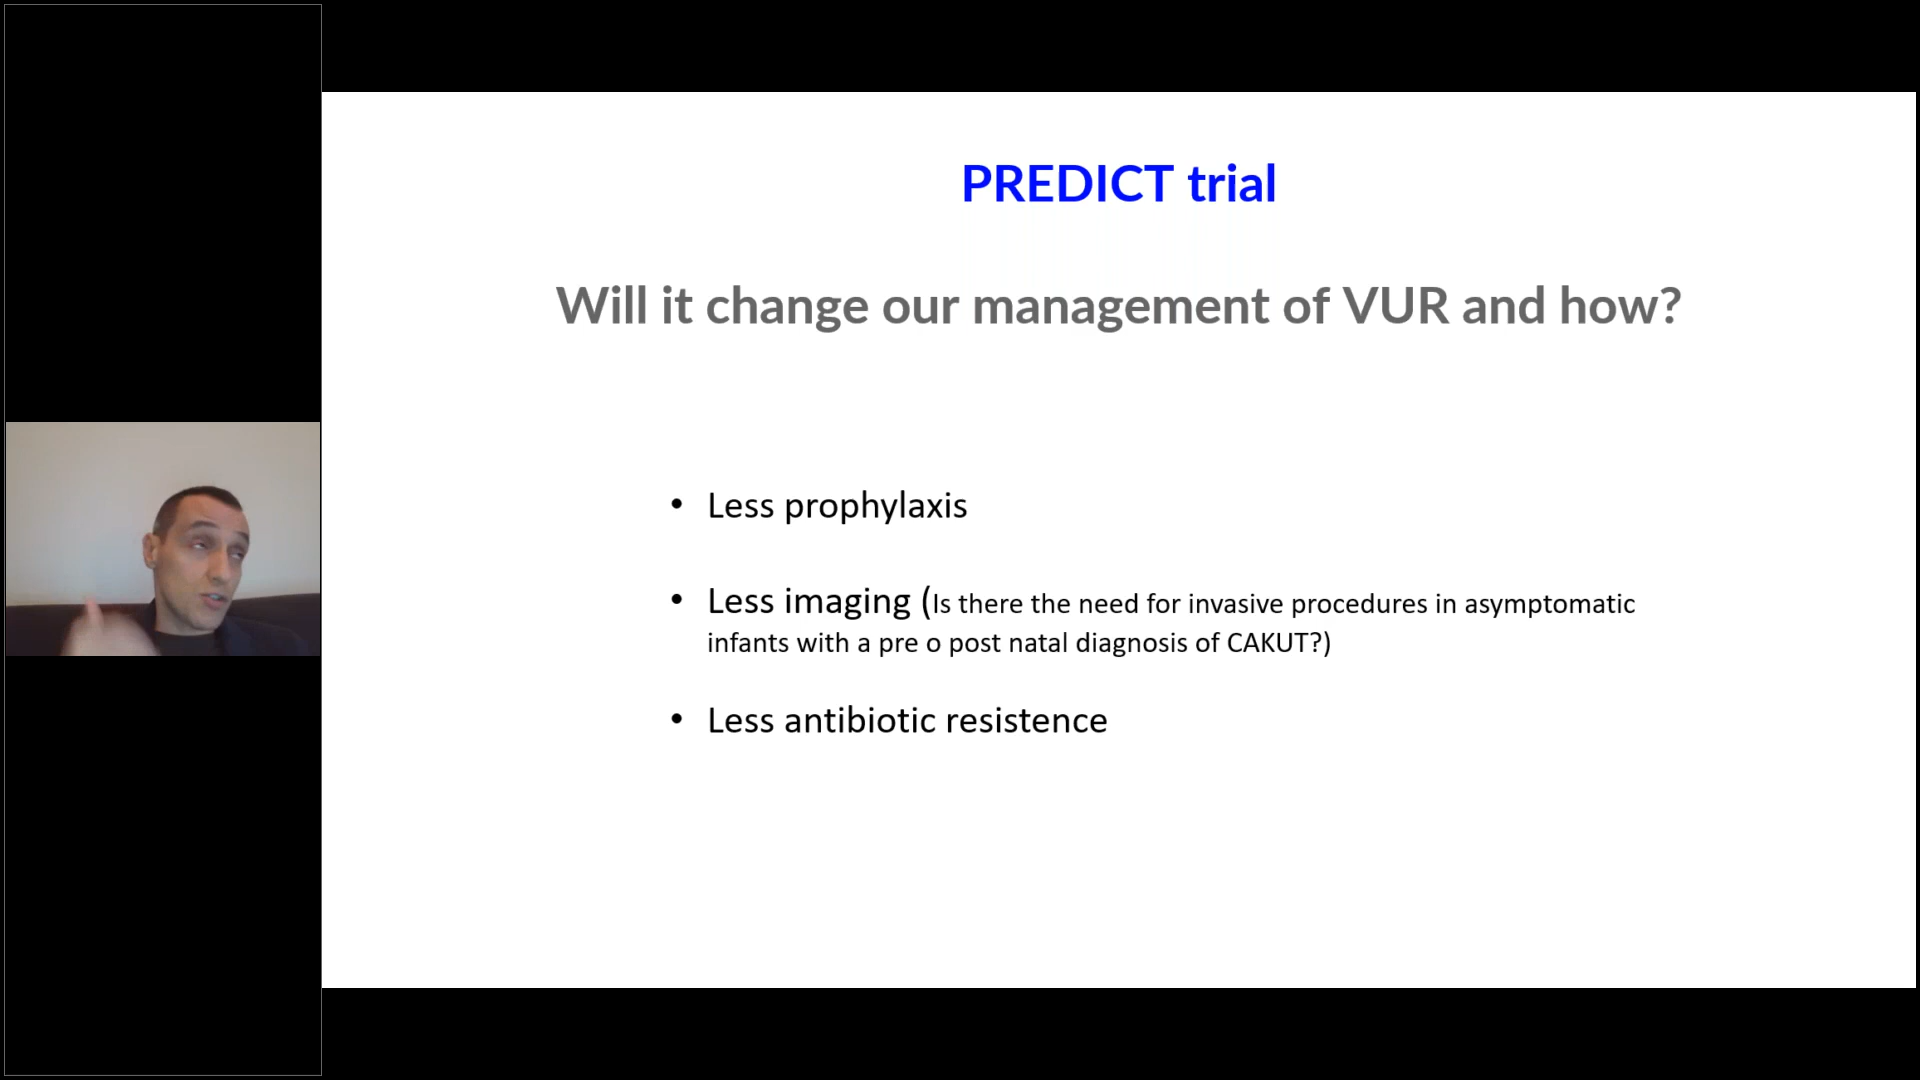 PREDICT trial
Will it change our management of VUR and how?
• Less prophylaxis
• Less imaging (Is there the need for invasive procedures in asymptomatic
infants with a pre o post natal diagnosis of CAKUT?)
• Less antibiotic resistence